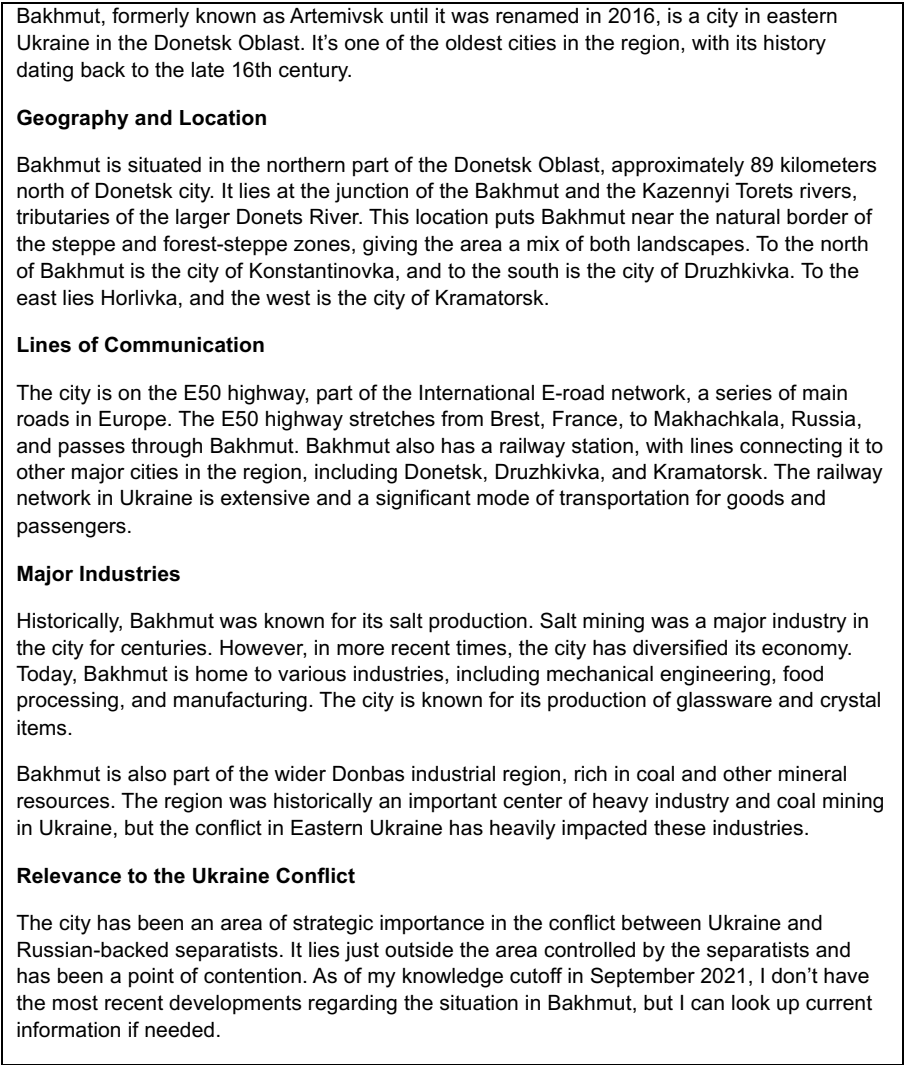 Bakhmut, formerly known as Artemivsk until it was renamed in 2016, is a city in eastern
Ukraine in the Donetsk Oblast. It’s one of the oldest cities in the region, with its history
dating back to the late 16th century.
Geography and Location
Bakhmut is situated in the northern part of the Donetsk Oblast, approximately 89 kilometers
north of Donetsk city. It lies at the junction of the Bakhmut and the Kazennyi Torets rivers,
tributaries of the larger Donets River. This location puts Bakhmut near the natural border of
the steppe and forest-steppe zones, giving the area a mix of both landscapes. To the north
of Bakhmut is the city of Konstantinovka, and to the south is the city of Druzhkivka. To the
east lies Horlivka, and the west is the city of Kramatorsk.
Lines of Communication
The city is on the E50 highway, part of the International E-road network, a series of main
roads in Europe. The E50 highway stretches from Brest, France, to Makhachkala, Russia,
and passes through Bakhmut. Bakhmut also has a railway station, with lines connecting it to
other major cities in the region, including Donetsk, Druzhkivka, and Kramatorsk. The railway
network in Ukraine is extensive and a significant mode of transportation for goods and
passengers.
Major Industries
Historically, Bakhmut was known for its salt production. Salt mining was a major industry in
the city for centuries. However, in more recent times, the city has diversified its economy.
Today, Bakhmut is home to various industries, including mechanical engineering, food
processing, and manufacturing. The city is known for its production of glassware and crystal
items.
Bakhmut is also part of the wider Donbas industrial region, rich in coal and other mineral
resources. The region was historically an important center of heavy industry and coal mining
in Ukraine, but the conflict in Eastern Ukraine has heavily impacted these industries.
Relevance to the Ukraine Conflict
The city has been an area of strategic importance in the conflict between Ukraine and
Russian-backed separatists. It lies just outside the area controlled by the separatists and
has been a point of contention. As of my knowledge cutoff in September 2021, I don’t have
the most recent developments regarding the situation in Bakhmut, but I can look up current
information if needed.